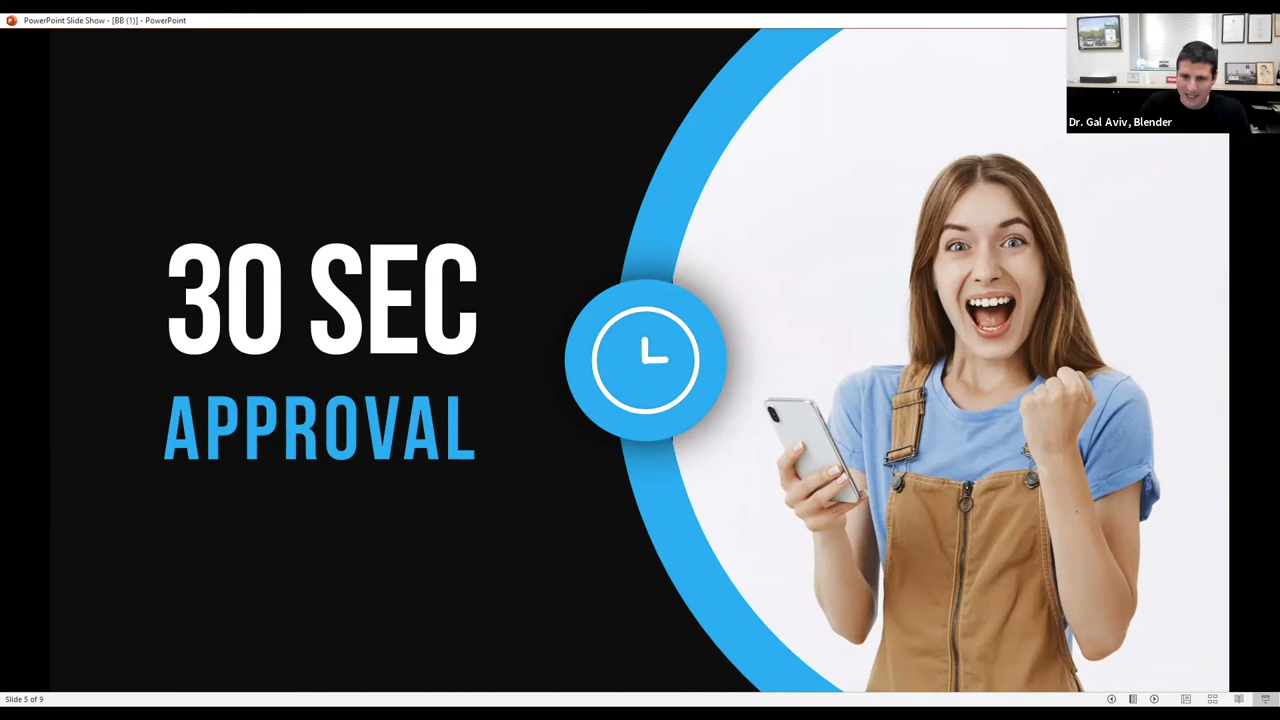 PowerPoint Slide Show - [BB (1)] - PowerPoint
Dr. Gal Aviv, Blender
30 SEC
APPROVAL
Slide 5 of 9